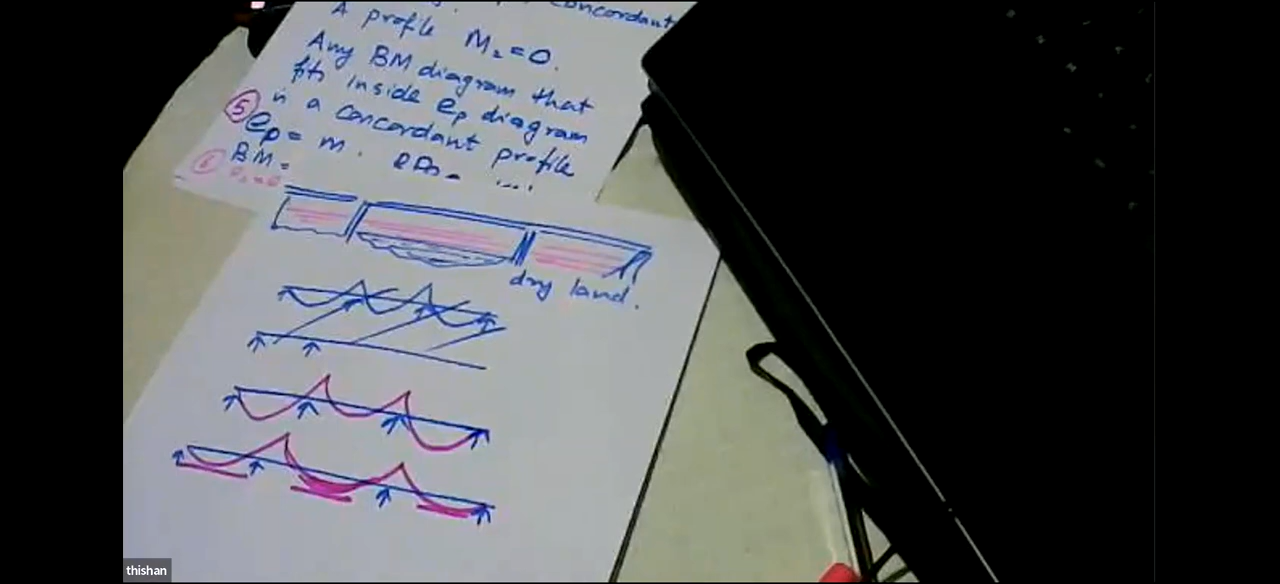 concordant
A profile M₂=0.
Any BM diagram that
fits inside eₚ diagram
is a concordant profile
⑤ eₚ = m.
BM =
dry land.
thishan